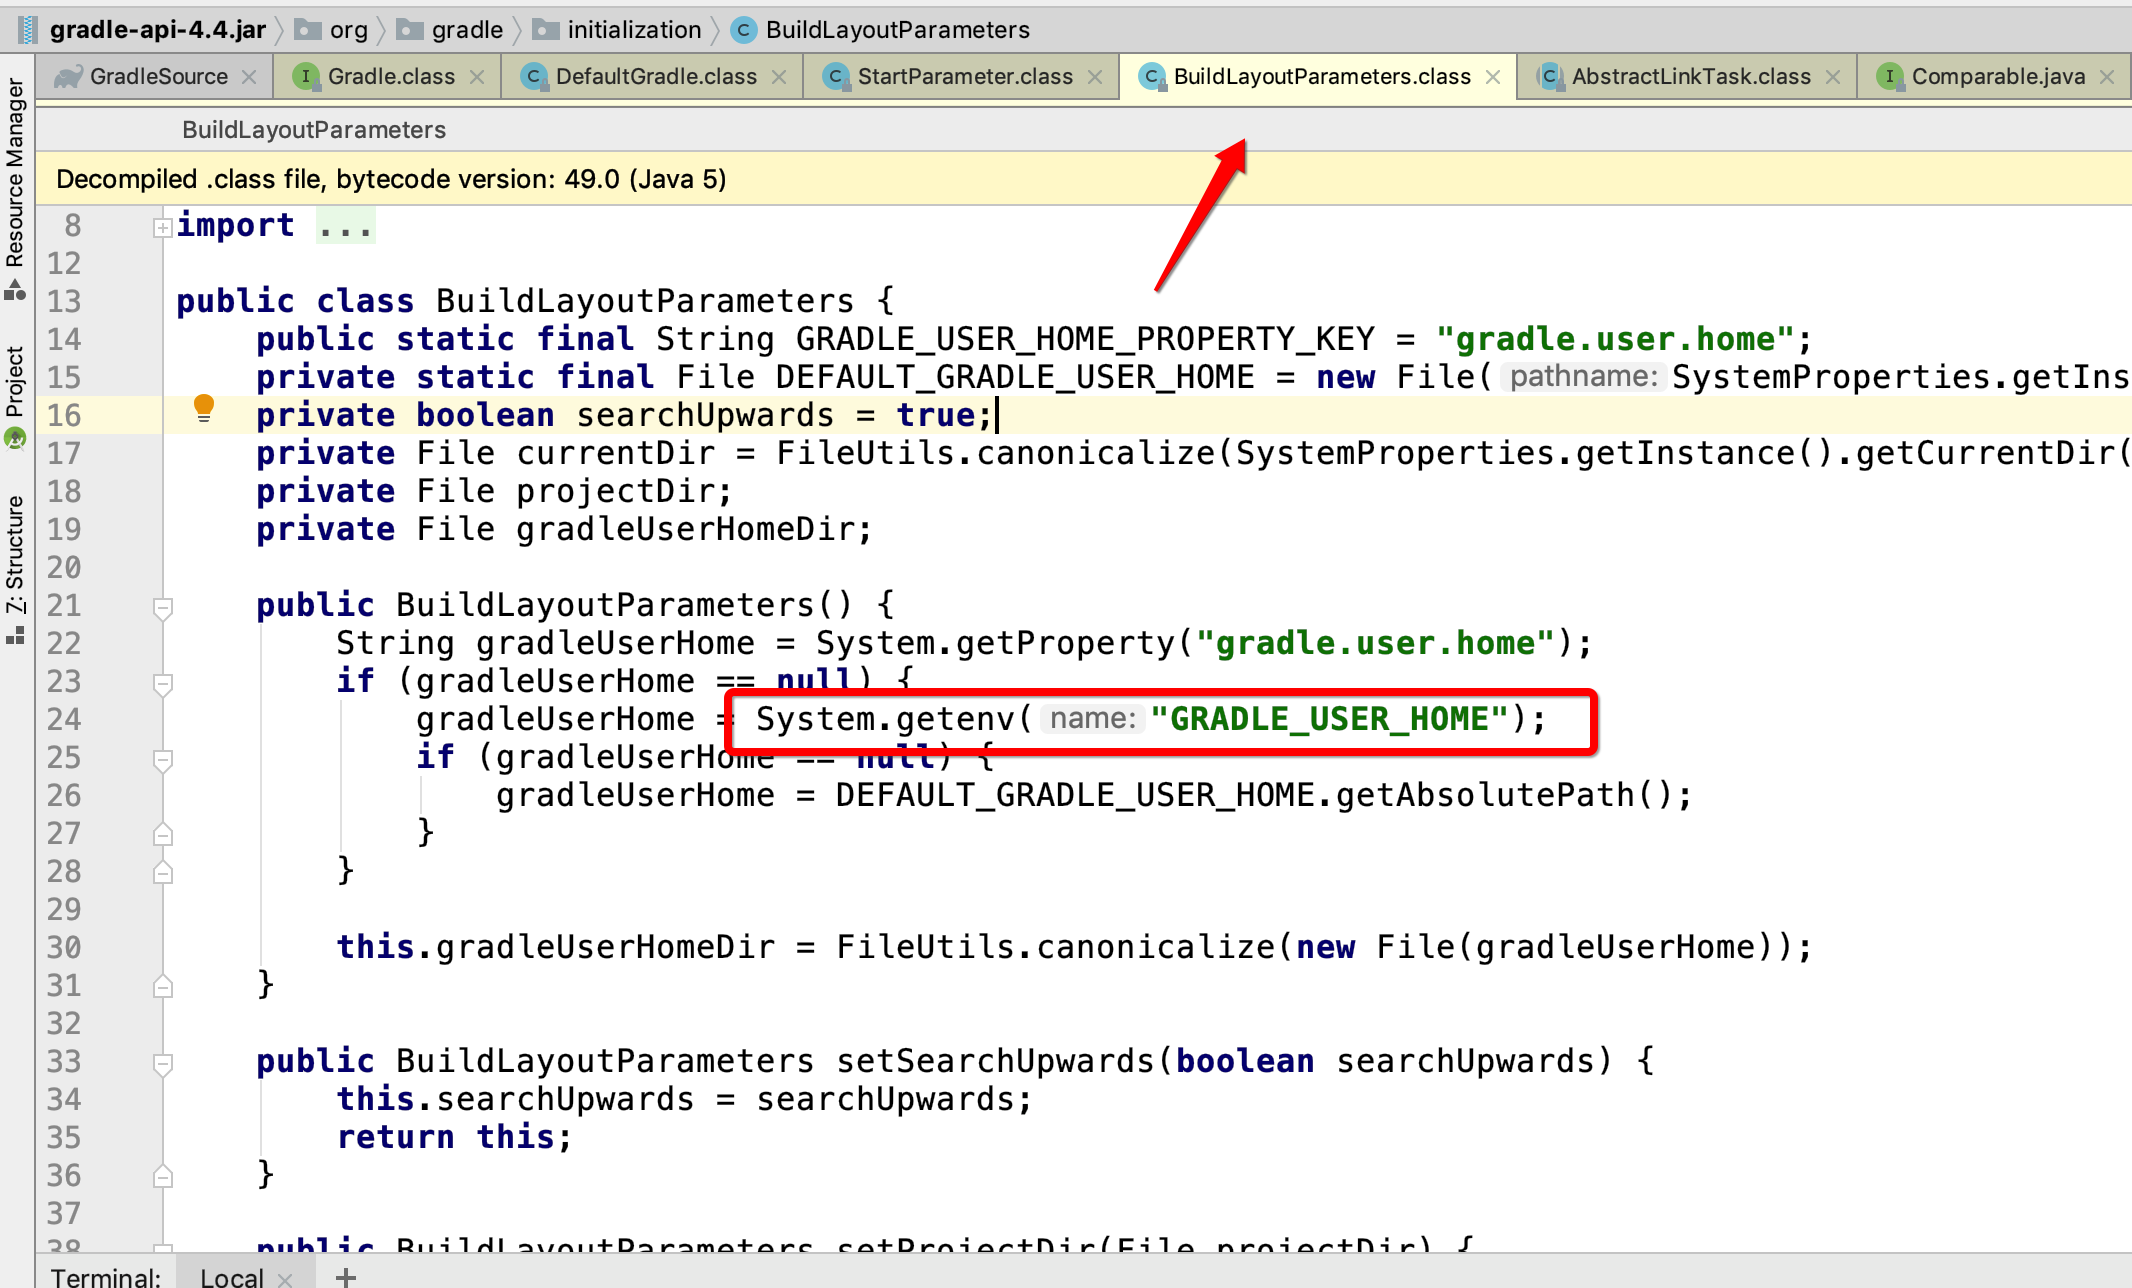 gradle-api-4.4.jar org gradle initialization BuildLayoutParameters
GradleSource Gradle.class DefaultGradle.class StartParameter.class BuildLayoutParameters.class AbstractLinkTask.class Comparable.java
BuildLayoutParameters
Decompiled .class file, bytecode version: 49.0 (Java 5)
Resource Manager
Project
7: Structure
8 import ...
12
13 public class BuildLayoutParameters {
14 public static final String GRADLE_USER_HOME_PROPERTY_KEY = "gradle.user.home";
15 private static final File DEFAULT_GRADLE_USER_HOME = new File( pathname: SystemProperties.getIns
16 private boolean searchUpwards = true;
17 private File currentDir = FileUtils.canonicalize(SystemProperties.getInstance().getCurrentDir(
18 private File projectDir;
19 private File gradleUserHomeDir;
20
21 public BuildLayoutParameters() {
22 String gradleUserHome = System.getProperty("gradle.user.home");
23 if (gradleUserHome == null) {
24 gradleUserHome = System.getenv( name: "GRADLE_USER_HOME");
25 if (gradleUserHome == null) {
26 gradleUserHome = DEFAULT_GRADLE_USER_HOME.getAbsolutePath();
27 }
28 }
29
30 this.gradleUserHomeDir = FileUtils.canonicalize(new File(gradleUserHome));
31 }
32
33 public BuildLayoutParameters setSearchUpwards(boolean searchUpwards) {
34 this.searchUpwards = searchUpwards;
35 return this;
36 }
37
38 public BuildLayoutParameters setProjectDir(File projectDir) {
Terminal: Local +